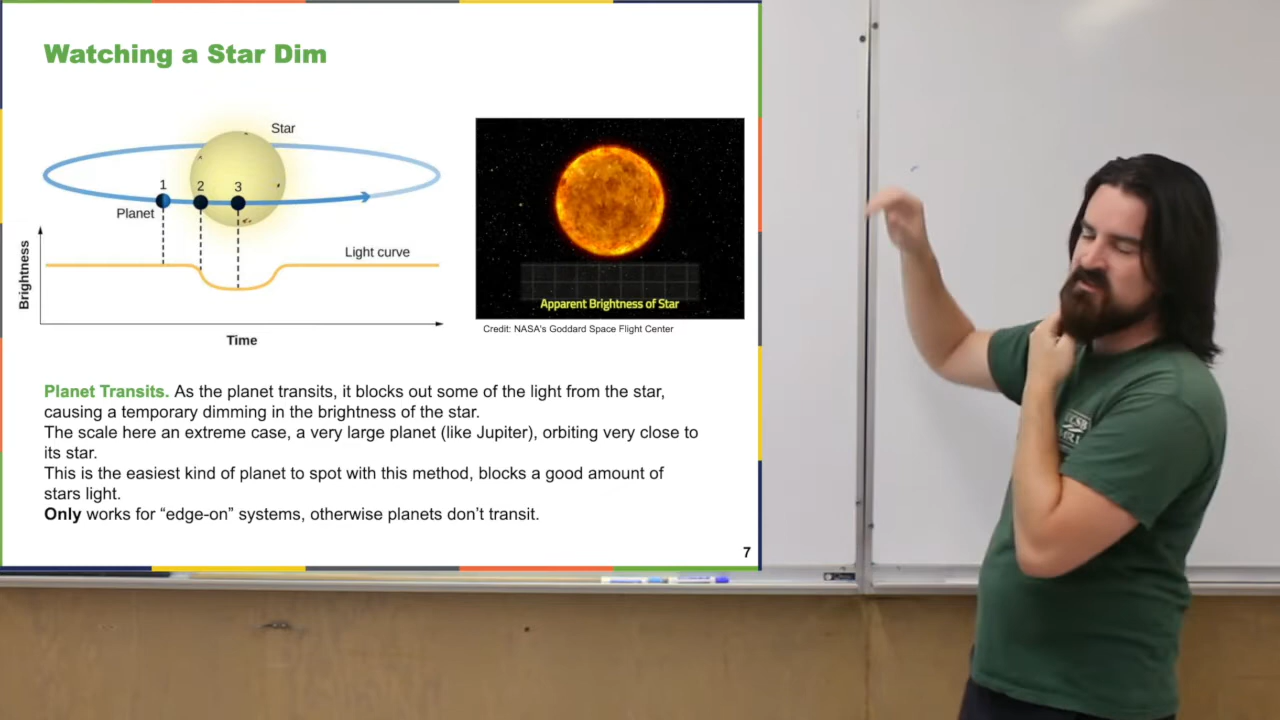 Watching a Star Dim
Star
1
2
3
Planet
Light curve
Brightness
Time
Apparent Brightness of Star
Credit: NASA's Goddard Space Flight Center
Planet Transits. As the planet transits, it blocks out some of the light from the star,
causing a temporary dimming in the brightness of the star.
The scale here an extreme case, a very large planet (like Jupiter), orbiting very close to
its star.
This is the easiest kind of planet to spot with this method, blocks a good amount of
stars light.
Only works for “edge-on” systems, otherwise planets don’t transit.
7